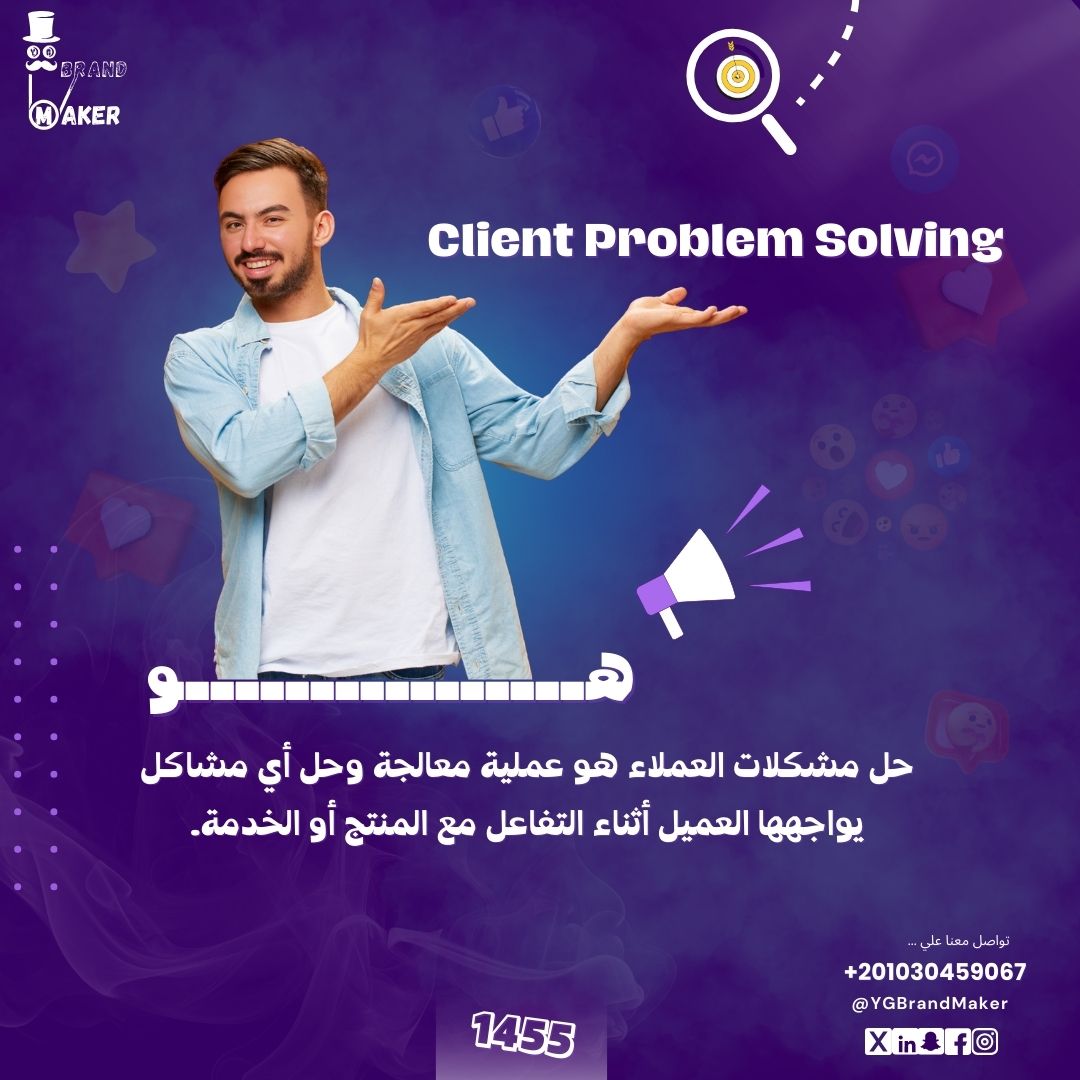 YG
BRAND
MAKER
Client Problem Solving
هـــــــــــــــــو
حل مشكلات العملاء هو عملية معالجة وحل أي مشاكل
يواجهها العميل أثناء التفاعل مع المنتج أو الخدمة.
تواصل معنا علي ...
+201030459067
@YGBrandMaker
1455